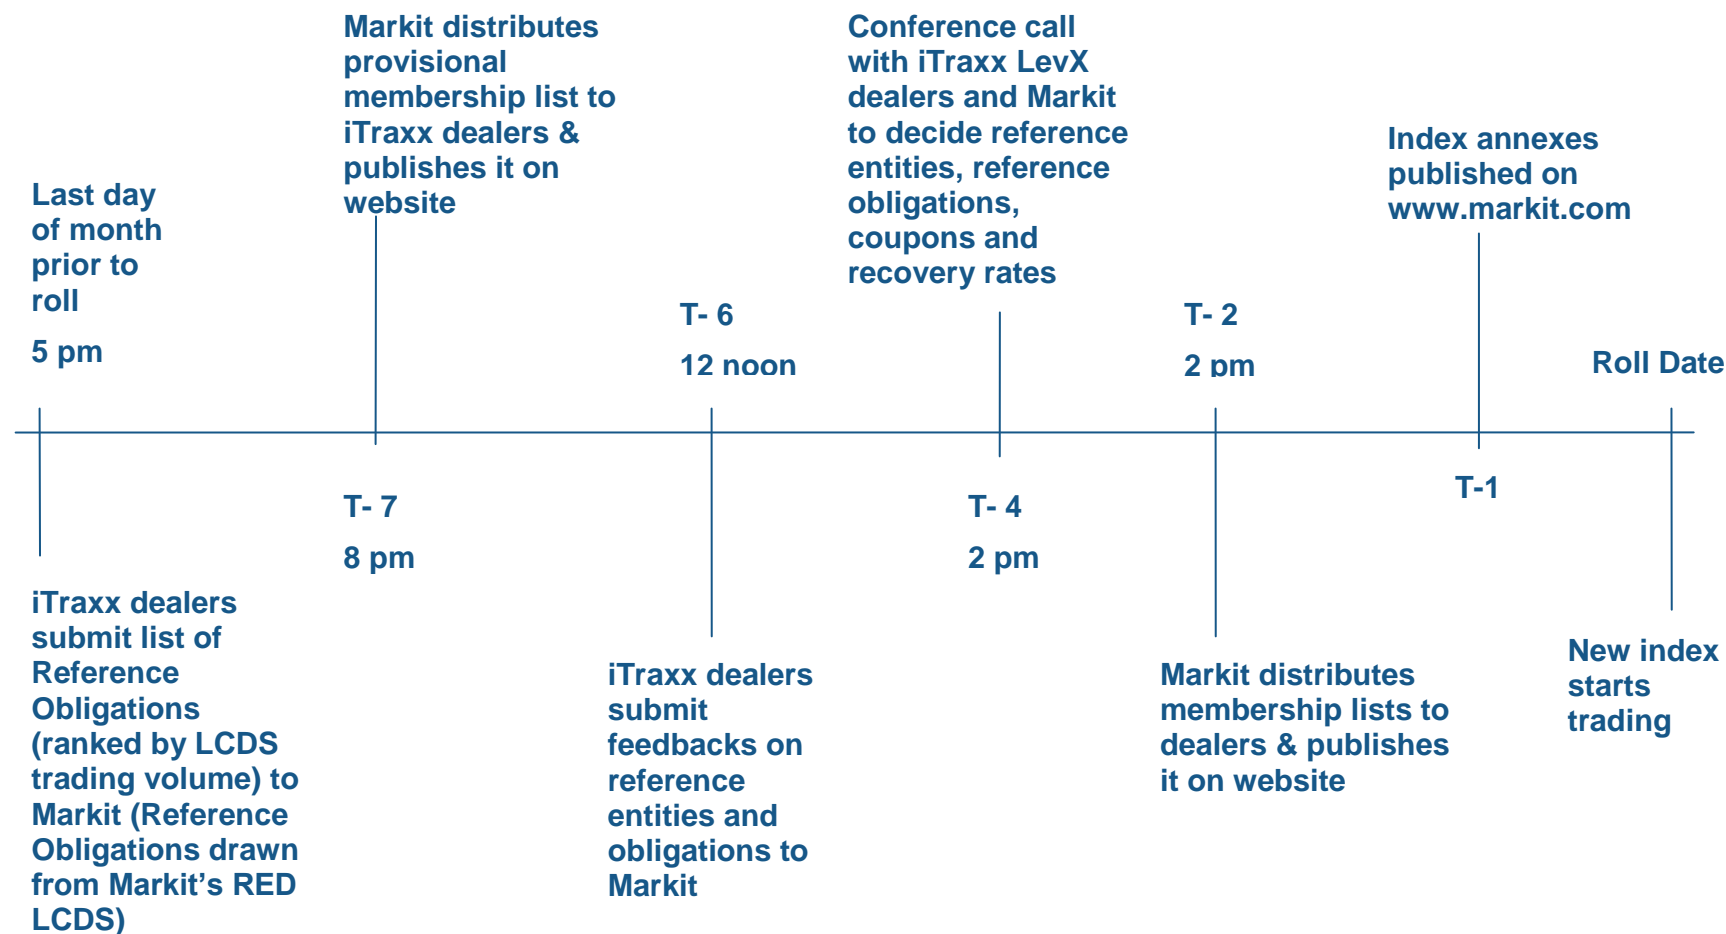 Last day
of month
prior to
roll
5 pm
iTraxx dealers
submit list of
Reference
Obligations
(ranked by LCDS
trading volume) to
Markit (Reference
Obligations drawn
from Markit’s RED
LCDS)
Markit distributes
provisional
membership list to
iTraxx dealers &
publishes it on
website
T- 7
8 pm
T- 6
12 noon
iTraxx dealers
submit
feedbacks on
reference
entities and
obligations to
Markit
Conference call
with iTraxx LevX
dealers and Markit
to decide reference
entities, reference
obligations,
coupons and
recovery rates
T- 4
2 pm
T- 2
2 pm
Markit distributes
membership lists to
dealers & publishes
it on website
Index annexes
published on
www.markit.com
T-1
Roll Date
New index
starts
trading